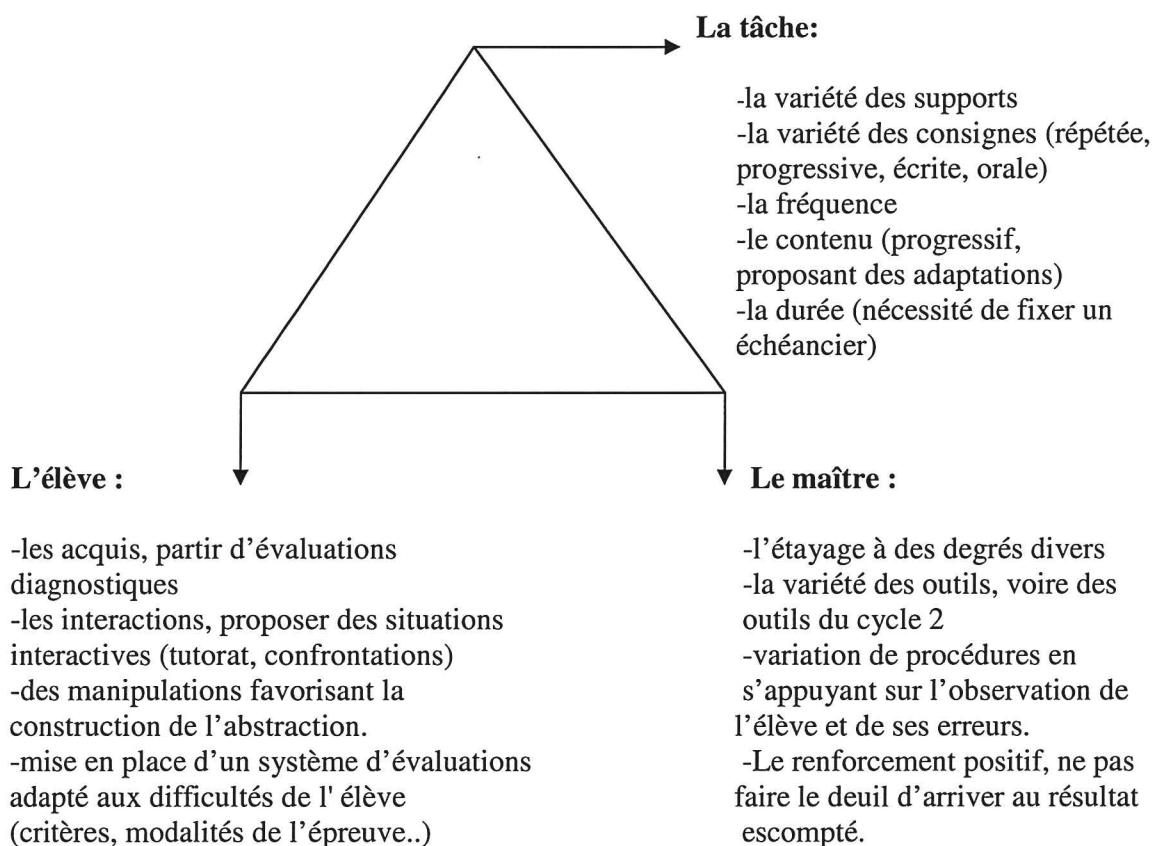 La tâche:
-la variété des supports
-la variété des consignes (répétée,
progressive, écrite, orale)
-la fréquence
-le contenu (progressif,
proposant des adaptations)
-la durée (nécessité de fixer un
échéancier)
L'élève :
-les acquis, partir d'évaluations
diagnostiques
-les interactions, proposer des situations
interactives (tutorat, confrontations)
-des manipulations favorisant la
construction de l'abstraction.
-mise en place d'un système d'évaluations
adapté aux difficultés de l' élève
(critères, modalités de l'épreuve..)
Le maître :
-l'étayage à des degrés divers
-la variété des outils, voire des
outils du cycle 2
-variation de procédures en
s'appuyant sur l'observation de
l'élève et de ses erreurs.
-Le renforcement positif, ne pas
faire le deuil d'arriver au résultat
escompté.